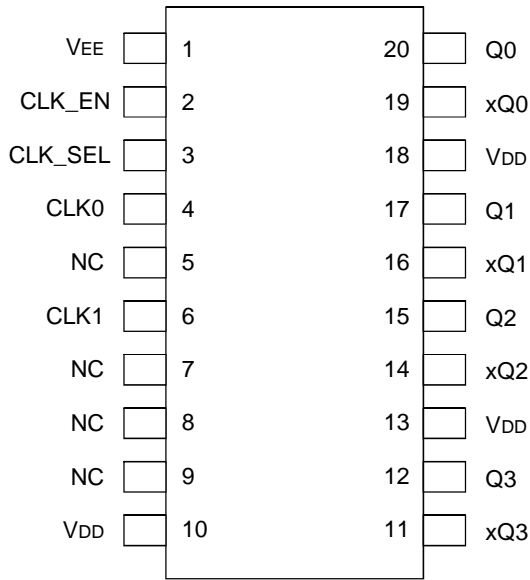 VEE 1 20 Q0
CLK_EN 2 19 xQ0
CLK_SEL 3 18 VDD
CLK0 4 17 Q1
NC 5 16 xQ1
CLK1 6 15 Q2
NC 7 14 xQ2
NC 8 13 VDD
NC 9 12 Q3
VDD 10 11 xQ3